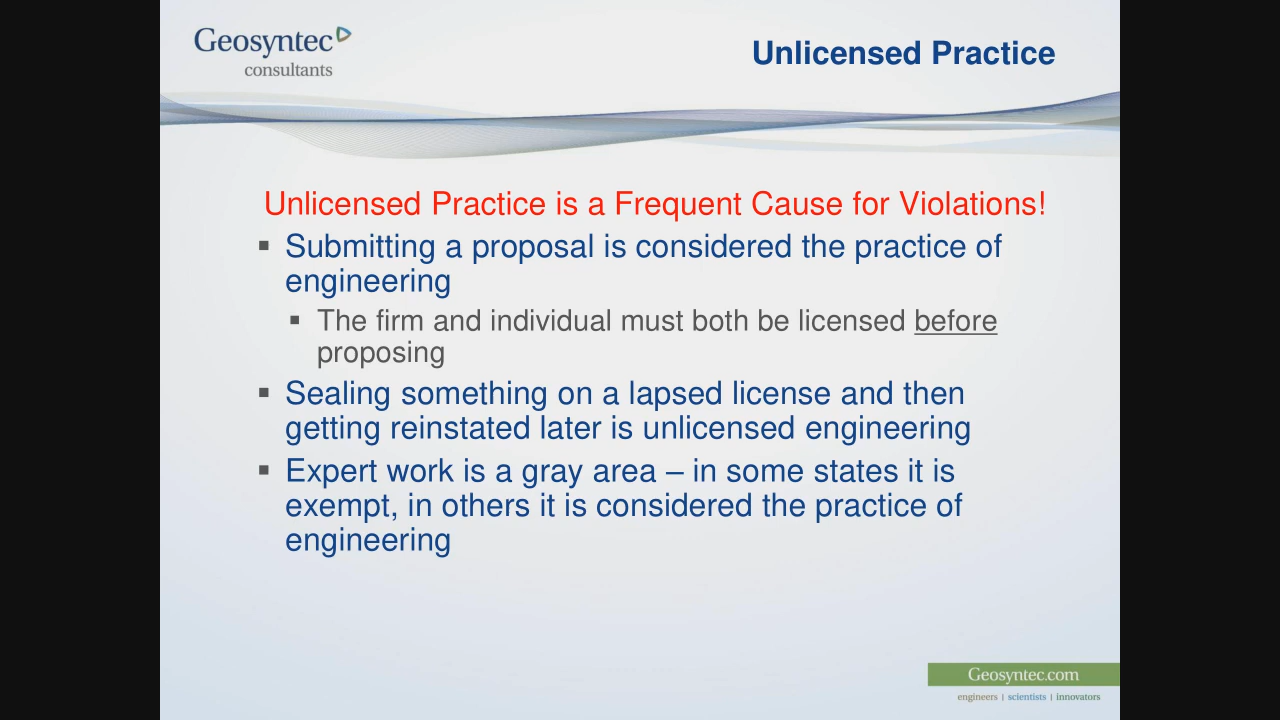 Geosyntec
consultants
Unlicensed Practice
Unlicensed Practice is a Frequent Cause for Violations!
▪ Submitting a proposal is considered the practice of
engineering
▪ The firm and individual must both be licensed before
proposing
▪ Sealing something on a lapsed license and then
getting reinstated later is unlicensed engineering
▪ Expert work is a gray area – in some states it is
exempt, in others it is considered the practice of
engineering
Geosyntec.com
engineers | scientists | innovators